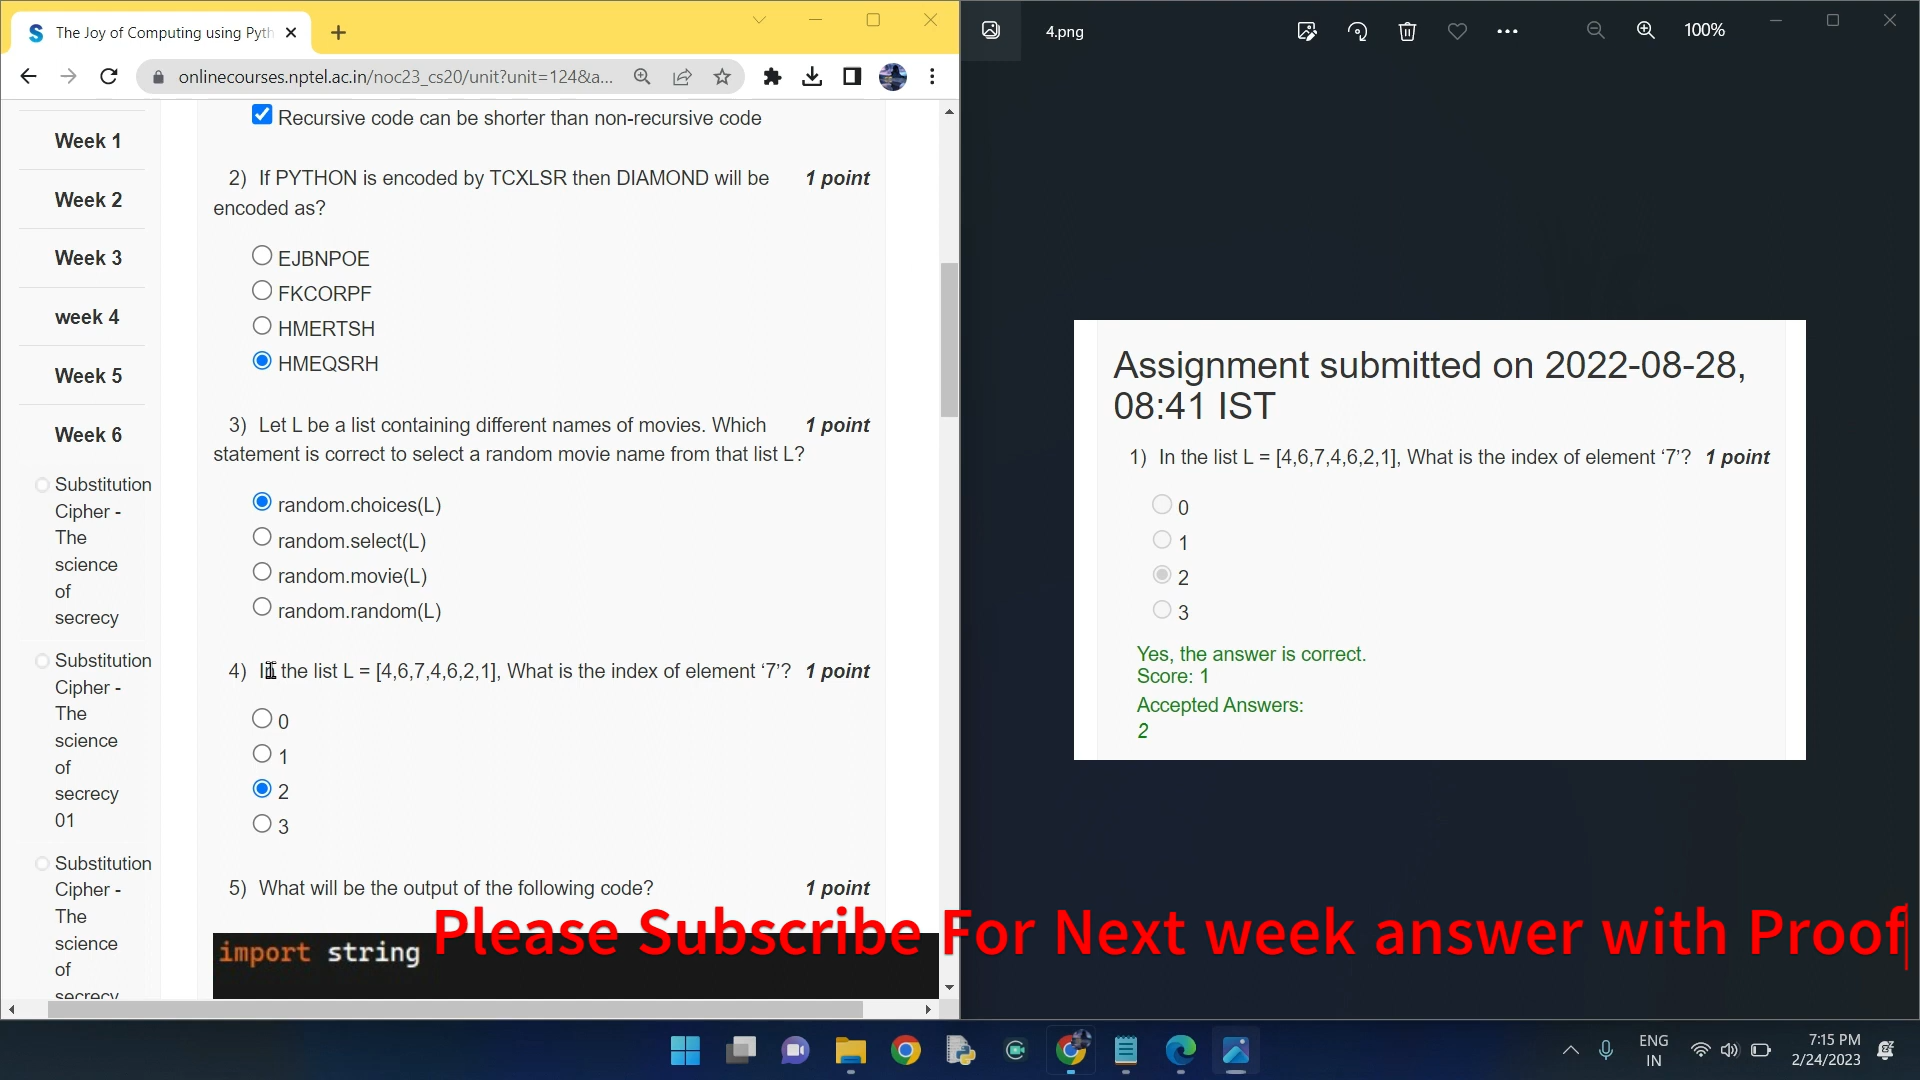 The Joy of Computing using Pyth
onlinecourses.nptel.ac.in/noc23_cs20/unit?unit=124&a...
Week 1
Week 2
Week 3
week 4
Week 5
Week 6
Substitution
Cipher -
The
science
of
secrecy
Substitution
Cipher -
The
science
of
secrecy
01
Substitution
Cipher -
The
science
of
secrecy
Recursive code can be shorter than non-recursive code
2) If PYTHON is encoded by TCXLSR then DIAMOND will be 1 point
encoded as?
EJBNPOE
FKCORPF
HMERTSH
HMEQSRH
3) Let L be a list containing different names of movies. Which 1 point
statement is correct to select a random movie name from that list L?
random.choices(L)
random.select(L)
random.movie(L)
random.random(L)
4) In the list L = [4,6,7,4,6,2,1], What is the index of element ‘7’? 1 point
0
1
2
3
5) What will be the output of the following code? 1 point
import string
4.png
100%
Assignment submitted on 2022-08-28,
08:41 IST
1) In the list L = [4,6,7,4,6,2,1], What is the index of element ‘7’? 1 point
0
1
2
3
Yes, the answer is correct.
Score: 1
Accepted Answers:
2
Please Subscribe For Next week answer with Proof
ENG
IN
7:15 PM
2/24/2023